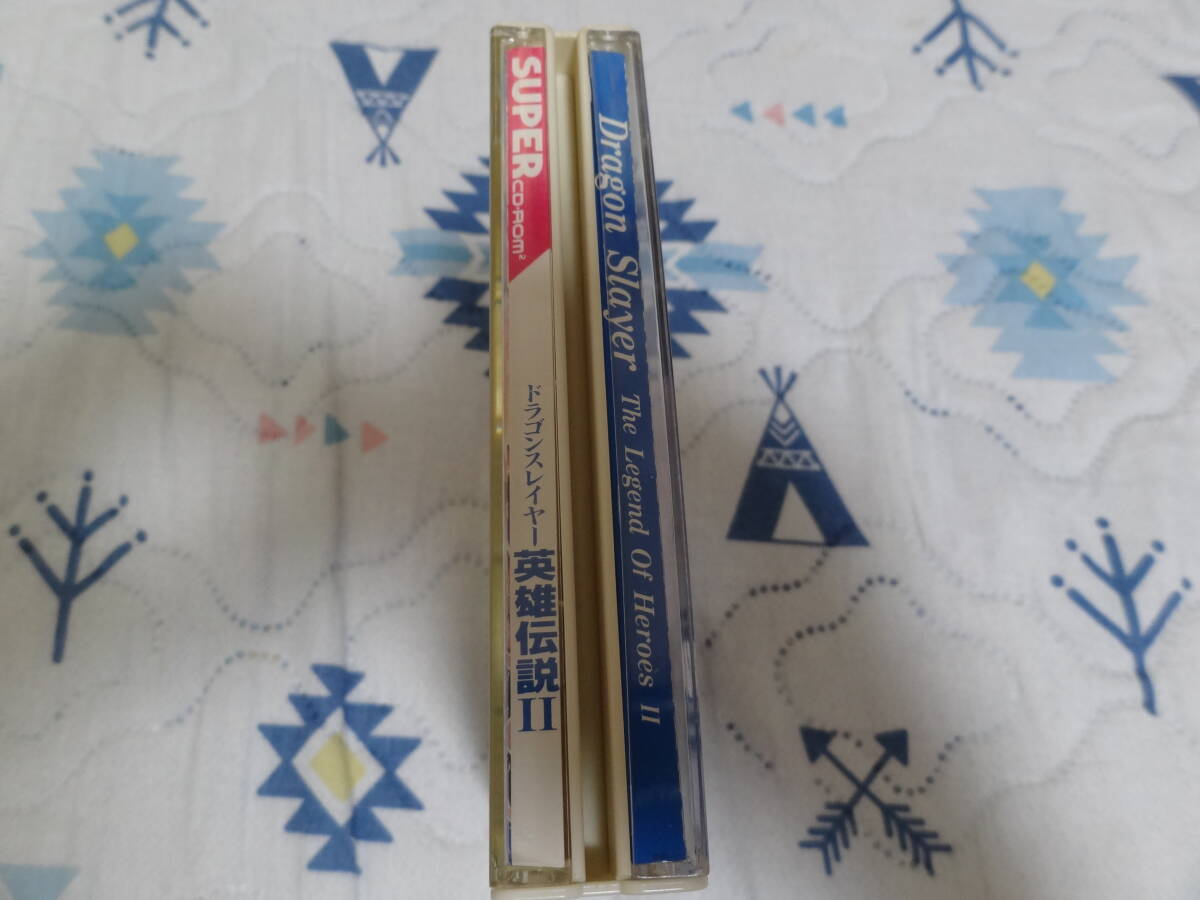 SUPER CD-ROM²
ドラゴンスレイヤー 英雄伝説II
Dragon Slayer The Legend Of Heroes II